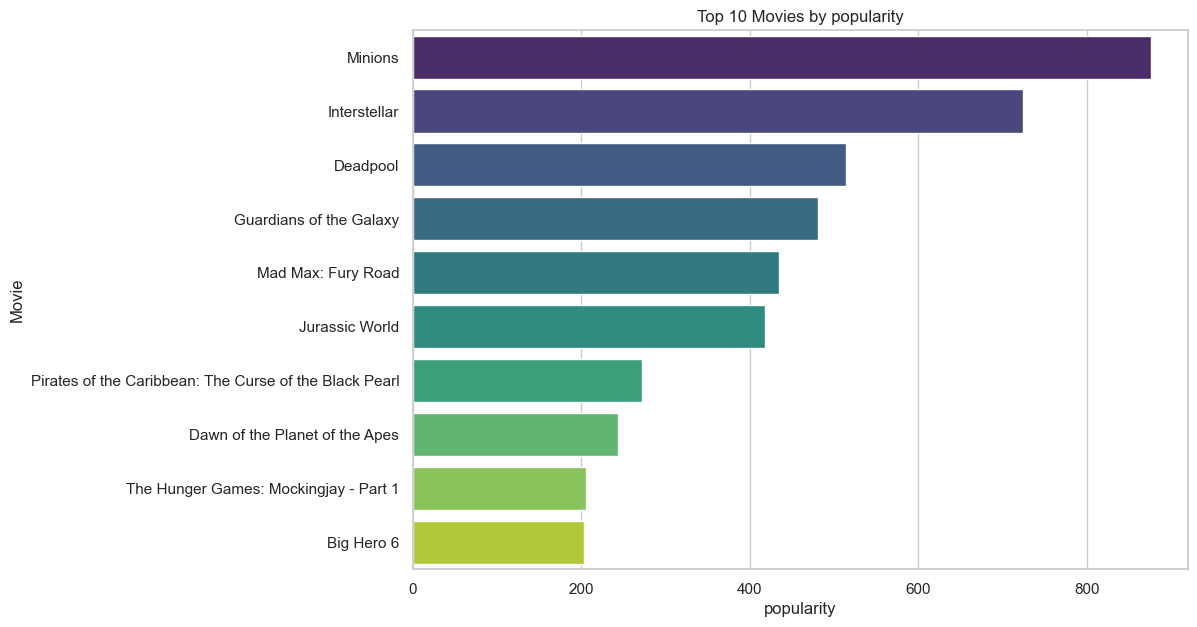 Top 10 Movies by popularity
Movie
Minions
Interstellar
Deadpool
Guardians of the Galaxy
Mad Max: Fury Road
Jurassic World
Pirates of the Caribbean: The Curse of the Black Pearl
Dawn of the Planet of the Apes
The Hunger Games: Mockingjay - Part 1
Big Hero 6
0 200 400 600 800
popularity